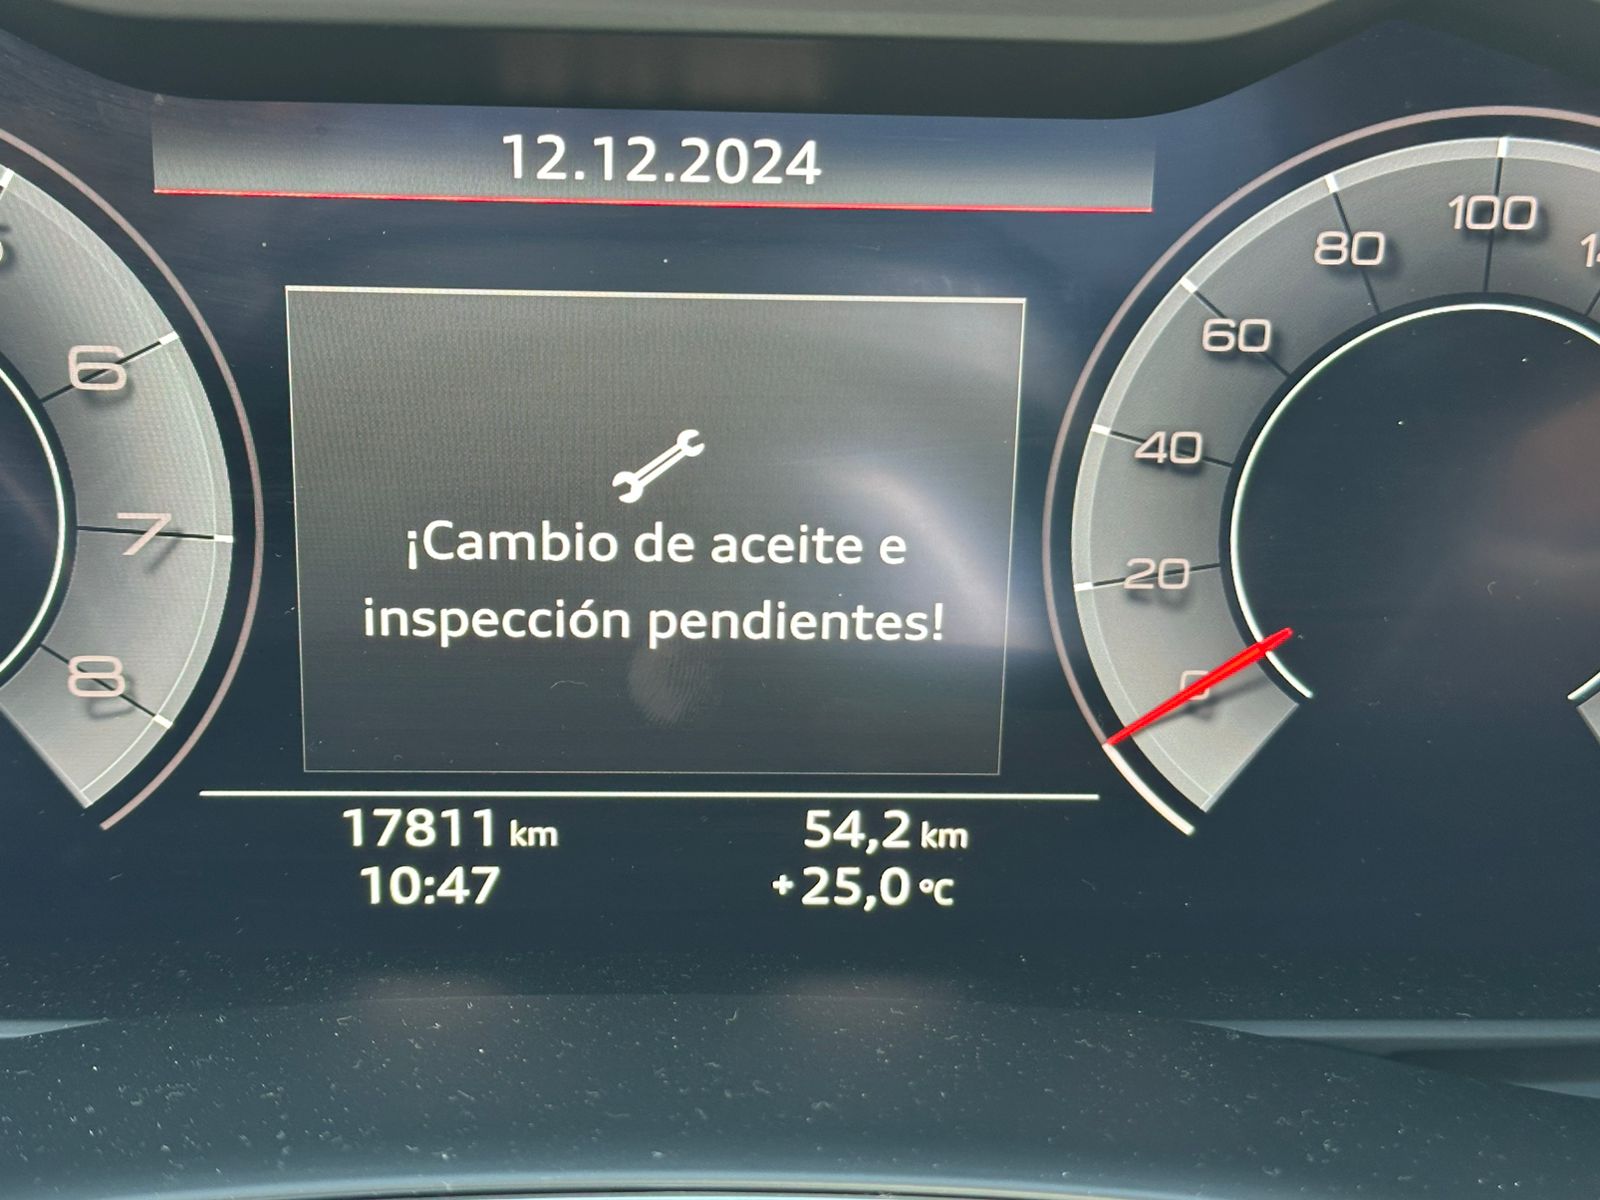 12.12.2024
6
7
8
100
80
60
40
20
0
¡Cambio de aceite e
inspección pendientes!
17811 km
54,2 km
10:47
+25,0 °C